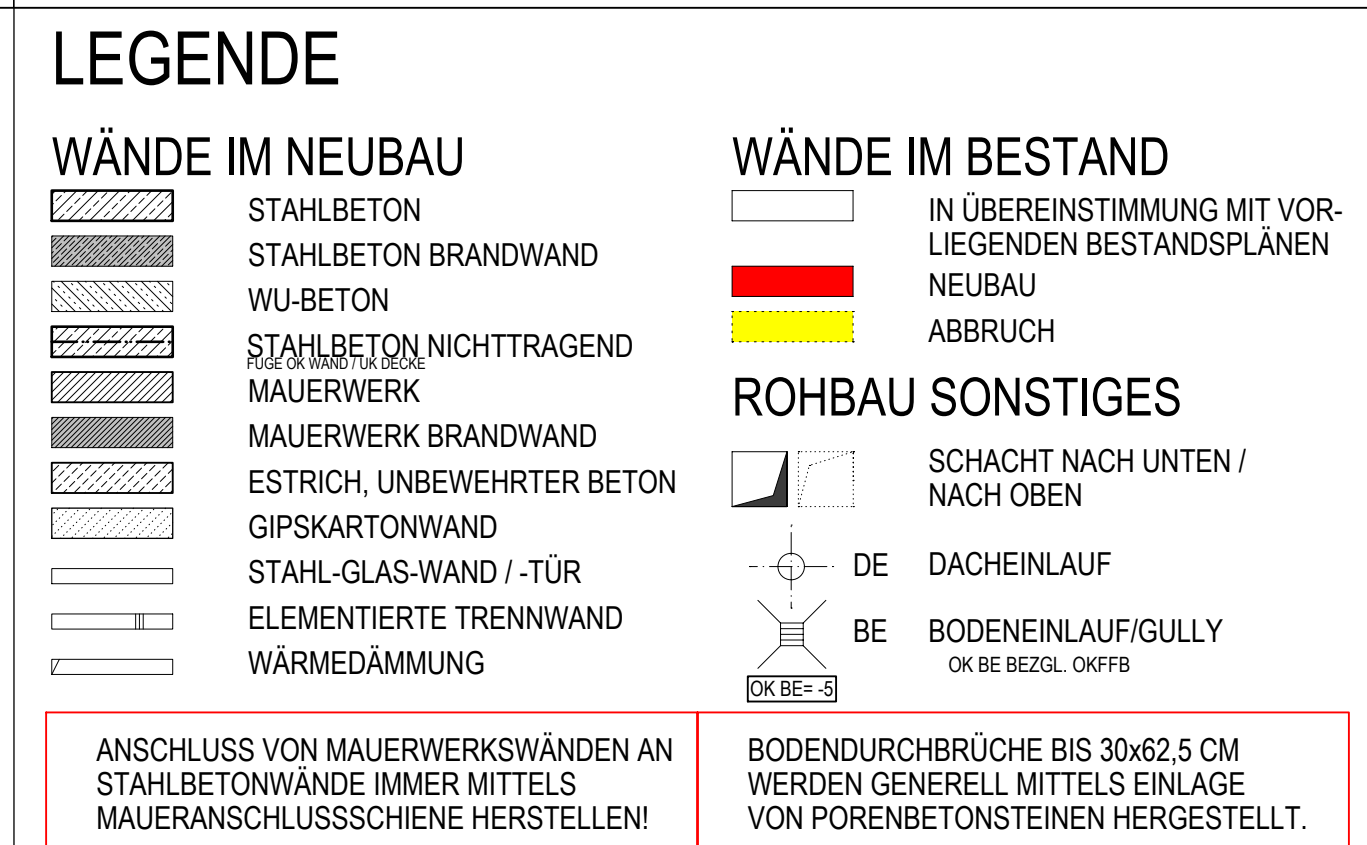 LEGENDE
WÄNDE IM NEUBAU
STAHLBETON
STAHLBETON BRANDWAND
WU-BETON
STAHLBETON NICHTTRAGEND
FUGE OK WAND / UK DECKE
MAUERWERK
MAUERWERK BRANDWAND
ESTRICH, UNBEWEHRTER BETON
GIPSKARTONWAND
STAHL-GLAS-WAND / -TÜR
ELEMENTIERTE TRENNWAND
WÄRMEDÄMMUNG
WÄNDE IM BESTAND
IN ÜBEREINSTIMMUNG MIT VOR-
LIEGENDEN BESTANDSPLÄNEN
NEUBAU
ABBRUCH
ROHBAU SONSTIGES
SCHACHT NACH UNTEN /
NACH OBEN
DE DACHEINLAUF
BE BODENEINLAUF/GULLY
OK BE BEZGL. OKFFB
OK BE= -5
ANSCHLUSS VON MAUERWERKSWÄNDEN AN
STAHLBETONWÄNDE IMMER MITTELS
MAUERANSCHLUSSSCHIENE HERSTELLEN!
BODENDURCHBRÜCHE BIS 30x62,5 CM
WERDEN GENERELL MITTELS EINLAGE
VON PORENBETONSTEINEN HERGESTELLT.